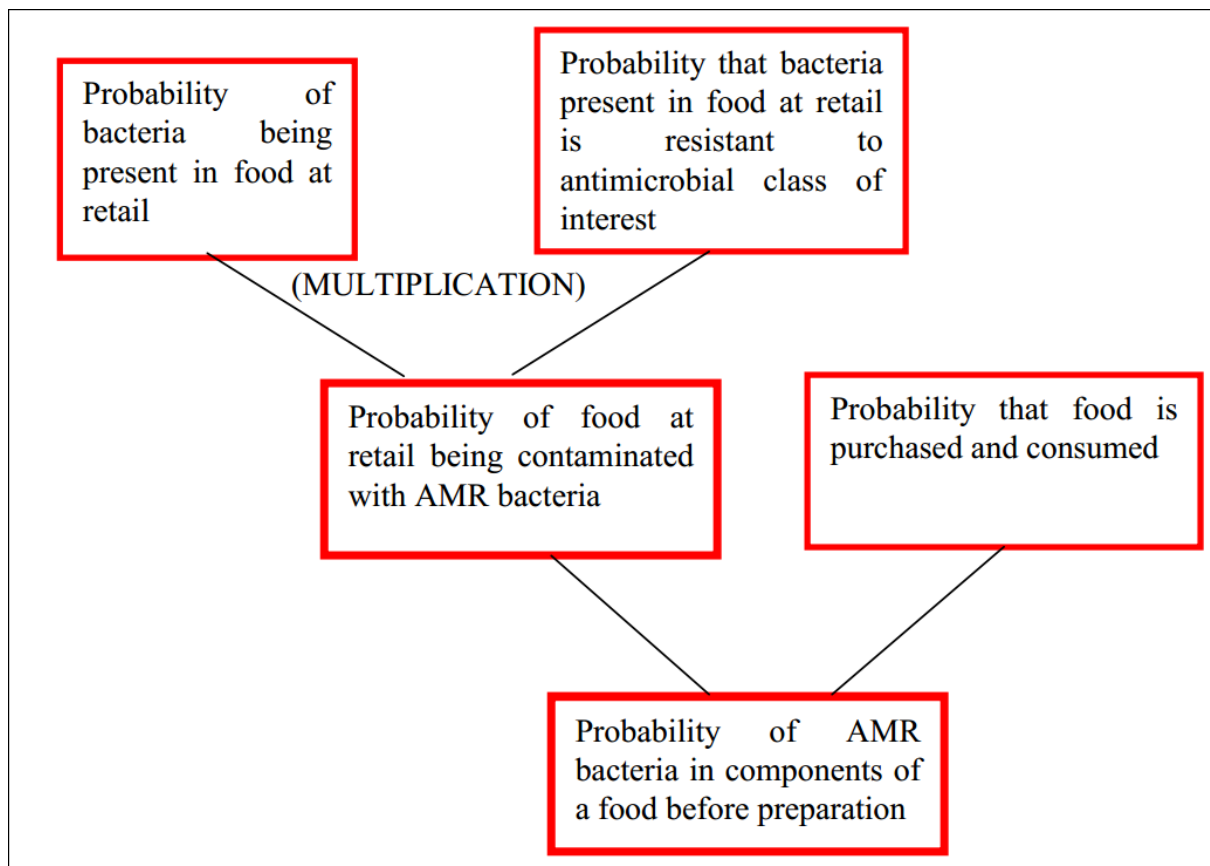 Probability of
bacteria being
present in food at
retail
Probability that bacteria
present in food at retail
is resistant to
antimicrobial class of
interest
(MULTIPLICATION)
Probability of food at
retail being contaminated
with AMR bacteria
Probability that food is
purchased and consumed
Probability of AMR
bacteria in components of
a food before preparation